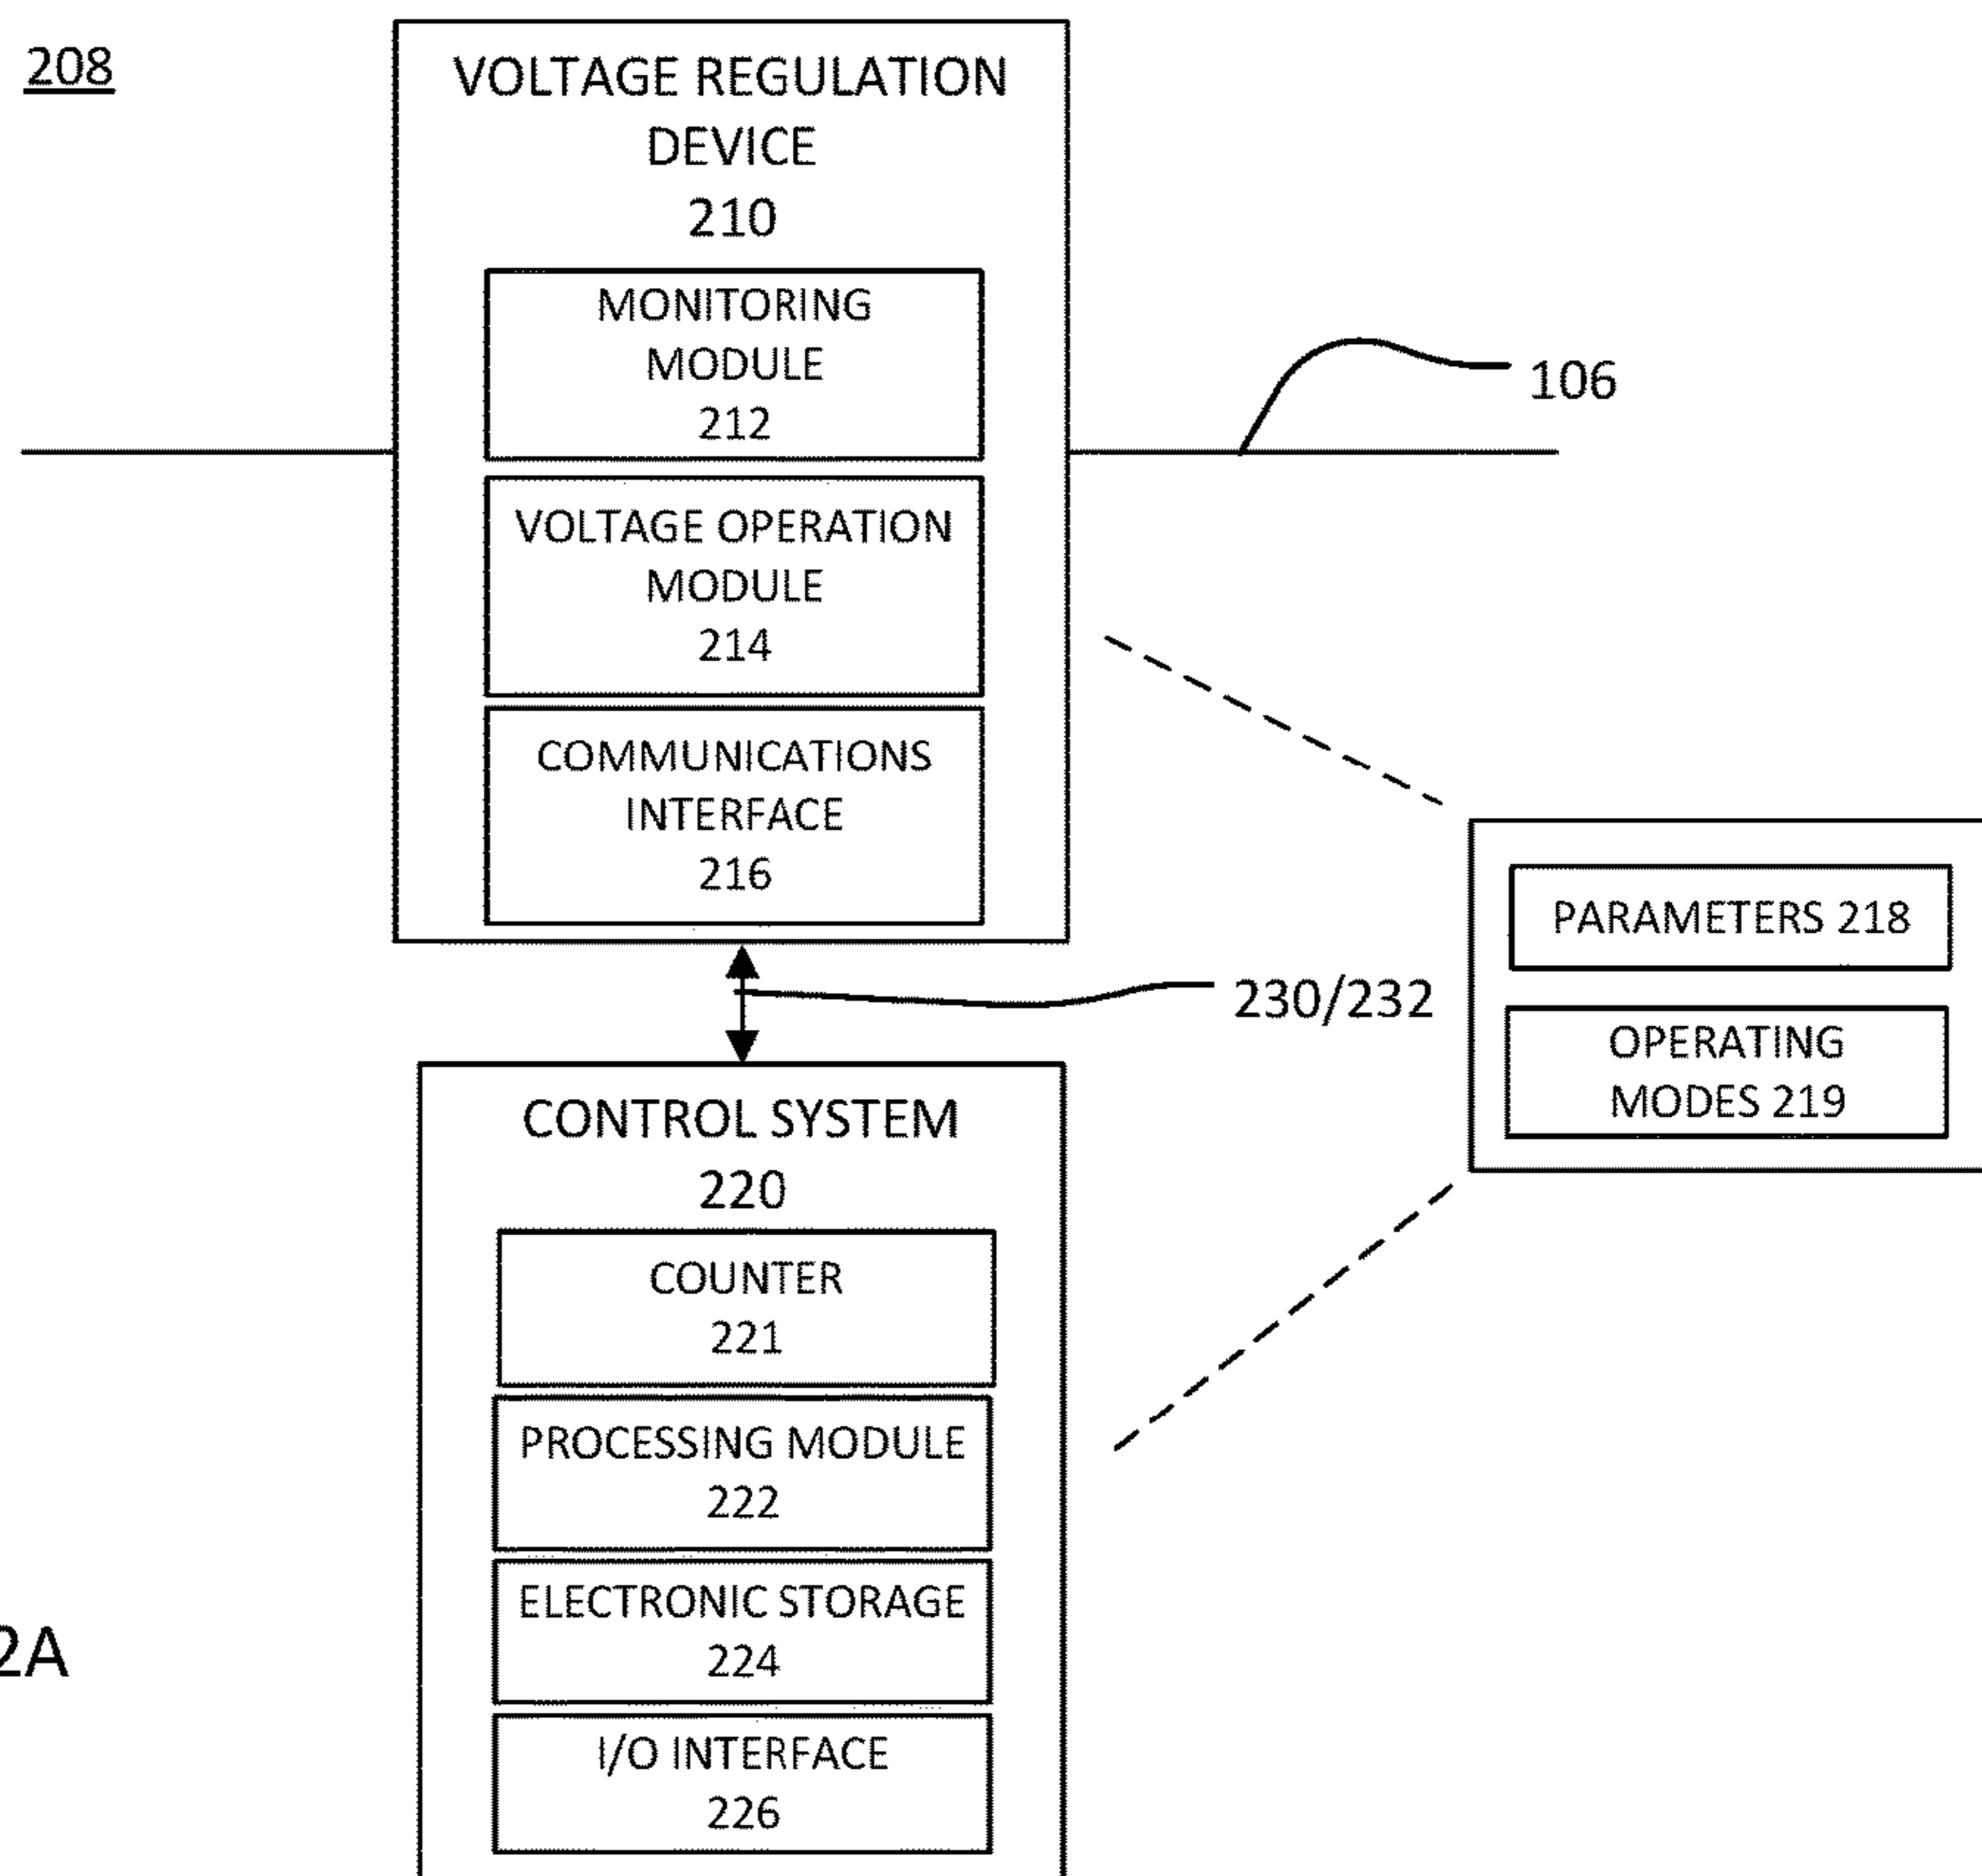 208
VOLTAGE REGULATION
DEVICE
210
MONITORING
MODULE
212
106
VOLTAGE OPERATION
MODULE
214
COMMUNICATIONS
INTERFACE
216
PARAMETERS 218
230/232
OPERATING
MODES 219
CONTROL SYSTEM
220
COUNTER
221
PROCESSING MODULE
222
ELECTRONIC STORAGE
224
2A
I/O INTERFACE
226